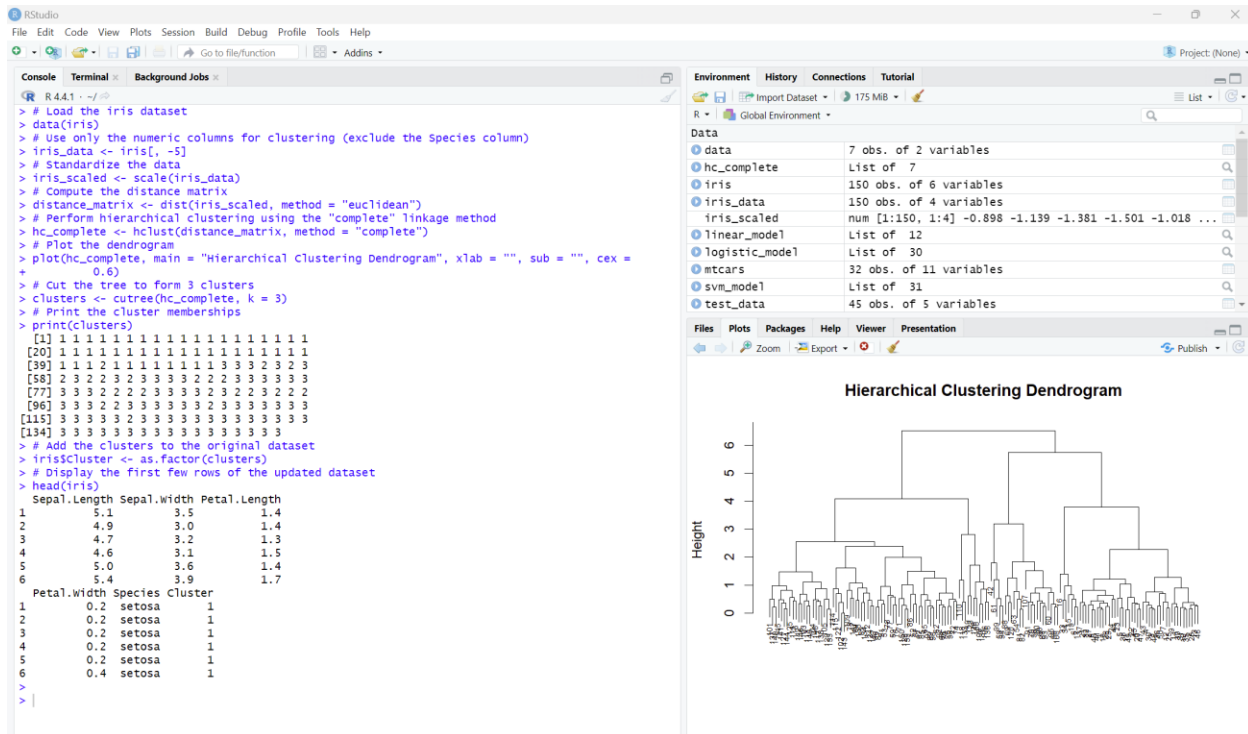 RStudio
File Edit Code View Plots Session Build Debug Profile Tools Help
Go to file/function Addins
Project: (None)
Console Terminal Background Jobs
R 4.4.1 · ~/
> # Load the iris dataset
> data(iris)
> # Use only the numeric columns for clustering (exclude the Species column)
> iris_data <- iris[, -5]
> # Standardize the data
> iris_scaled <- scale(iris_data)
> # Compute the distance matrix
> distance_matrix <- dist(iris_scaled, method = "euclidean")
> # Perform hierarchical clustering using the "complete" linkage method
> hc_complete <- hclust(distance_matrix, method = "complete")
> # Plot the dendrogram
> plot(hc_complete, main = "Hierarchical Clustering Dendrogram", xlab = "", sub = "", cex =
+ 0.6)
> # Cut the tree to form 3 clusters
> clusters <- cutree(hc_complete, k = 3)
> # Print the cluster memberships
> print(clusters)
[1] 1 1 1 1 1 1 1 1 1 1 1 1 1 1 1 1 1 1 1
[20] 1 1 1 1 1 1 1 1 1 1 1 1 1 1 1 1 1 1 1
[39] 1 1 1 2 1 1 1 1 1 1 1 1 3 3 3 2 3 2 3
[58] 2 3 2 2 3 2 3 3 3 3 2 2 2 3 3 3 3 3 3
[77] 3 3 3 2 2 2 2 3 3 3 3 2 3 2 2 3 2 2 2
[96] 3 3 3 2 2 3 3 3 3 3 3 2 3 3 3 3 3 3 3
[115] 3 3 3 3 3 2 3 3 3 3 3 3 3 3 3 3 3 3 3
[134] 3 3 3 3 3 3 3 3 3 3 3 3 3 3 3 3 3
> # Add the clusters to the original dataset
> iris$Cluster <- as.factor(clusters)
> # Display the first few rows of the updated dataset
> head(iris)
Sepal.Length Sepal.Width Petal.Length
1 5.1 3.5 1.4
2 4.9 3.0 1.4
3 4.7 3.2 1.3
4 4.6 3.1 1.5
5 5.0 3.6 1.4
6 5.4 3.9 1.7
Petal.Width Species Cluster
1 0.2 setosa 1
2 0.2 setosa 1
3 0.2 setosa 1
4 0.2 setosa 1
5 0.2 setosa 1
6 0.4 setosa 1
>
>
Environment History Connections Tutorial
Import Dataset 175 MiB List
R Global Environment
Data
data 7 obs. of 2 variables
hc_complete List of 7
iris 150 obs. of 6 variables
iris_data 150 obs. of 4 variables
iris_scaled num [1:150, 1:4] -0.898 -1.139 -1.381 -1.501 -1.018 ...
linear_model List of 12
logistic_model List of 30
mtcars 32 obs. of 11 variables
svm_model List of 31
test_data 45 obs. of 5 variables
Files Plots Packages Help Viewer Presentation
Zoom Export Publish
Hierarchical Clustering Dendrogram
Height
6
5
4
3
2
1
0